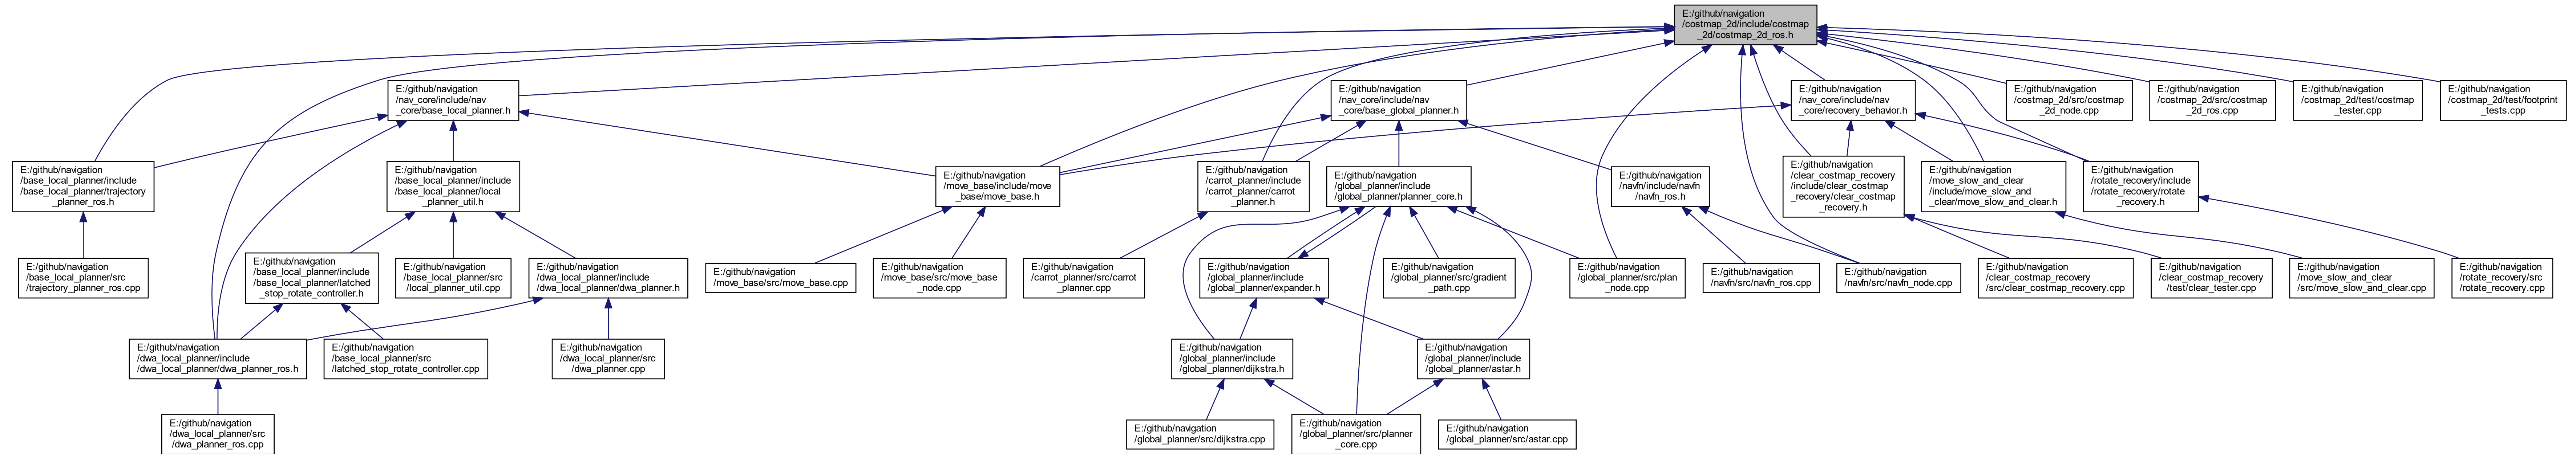 E:/github/navigation
/costmap_2d/include/costmap
_2d/costmap_2d_ros.h
E:/github/navigation
/nav_core/include/nav
_core/base_local_planner.h
E:/github/navigation
/nav_core/include/nav
_core/base_global_planner.h
E:/github/navigation
/nav_core/include/nav
_core/recovery_behavior.h
E:/github/navigation
/costmap_2d/src/costmap
_2d_node.cpp
E:/github/navigation
/costmap_2d/src/costmap
_2d_ros.cpp
E:/github/navigation
/costmap_2d/test/costmap
_tester.cpp
E:/github/navigation
/costmap_2d/test/footprint
_tests.cpp
E:/github/navigation
/base_local_planner/include
/base_local_planner/trajectory
_planner_ros.h
E:/github/navigation
/base_local_planner/include
/base_local_planner/local
_planner_util.h
E:/github/navigation
/move_base/include/move
_base/move_base.h
E:/github/navigation
/carrot_planner/include
/carrot_planner/carrot
_planner.h
E:/github/navigation
/global_planner/include
/global_planner/planner_core.h
E:/github/navigation
/navfn/include/navfn
/navfn_ros.h
E:/github/navigation
/clear_costmap_recovery
/include/clear_costmap
_recovery/clear_costmap
_recovery.h
E:/github/navigation
/move_slow_and_clear
/include/move_slow_and
_clear/move_slow_and_clear.h
E:/github/navigation
/rotate_recovery/include
/rotate_recovery/rotate
_recovery.h
E:/github/navigation
/base_local_planner/src
/trajectory_planner_ros.cpp
E:/github/navigation
/base_local_planner/include
/base_local_planner/latched
_stop_rotate_controller.h
E:/github/navigation
/base_local_planner/src
/local_planner_util.cpp
E:/github/navigation
/dwa_local_planner/include
/dwa_local_planner/dwa_planner.h
E:/github/navigation
/move_base/src/move_base.cpp
E:/github/navigation
/move_base/src/move_base
_node.cpp
E:/github/navigation
/carrot_planner/src/carrot
_planner.cpp
E:/github/navigation
/global_planner/include
/global_planner/expander.h
E:/github/navigation
/global_planner/src/gradient
_path.cpp
E:/github/navigation
/global_planner/src/plan
_node.cpp
E:/github/navigation
/navfn/src/navfn_ros.cpp
E:/github/navigation
/navfn/src/navfn_node.cpp
E:/github/navigation
/clear_costmap_recovery
/src/clear_costmap_recovery.cpp
E:/github/navigation
/clear_costmap_recovery
/test/clear_tester.cpp
E:/github/navigation
/move_slow_and_clear
/src/move_slow_and_clear.cpp
E:/github/navigation
/rotate_recovery/src
/rotate_recovery.cpp
E:/github/navigation
/dwa_local_planner/include
/dwa_local_planner/dwa_planner_ros.h
E:/github/navigation
/base_local_planner/src
/latched_stop_rotate_controller.cpp
E:/github/navigation
/dwa_local_planner/src
/dwa_planner.cpp
E:/github/navigation
/global_planner/include
/global_planner/dijkstra.h
E:/github/navigation
/global_planner/include
/global_planner/astar.h
E:/github/navigation
/dwa_local_planner/src
/dwa_planner_ros.cpp
E:/github/navigation
/global_planner/src/dijkstra.cpp
E:/github/navigation
/global_planner/src/planner
_core.cpp
E:/github/navigation
/global_planner/src/astar.cpp